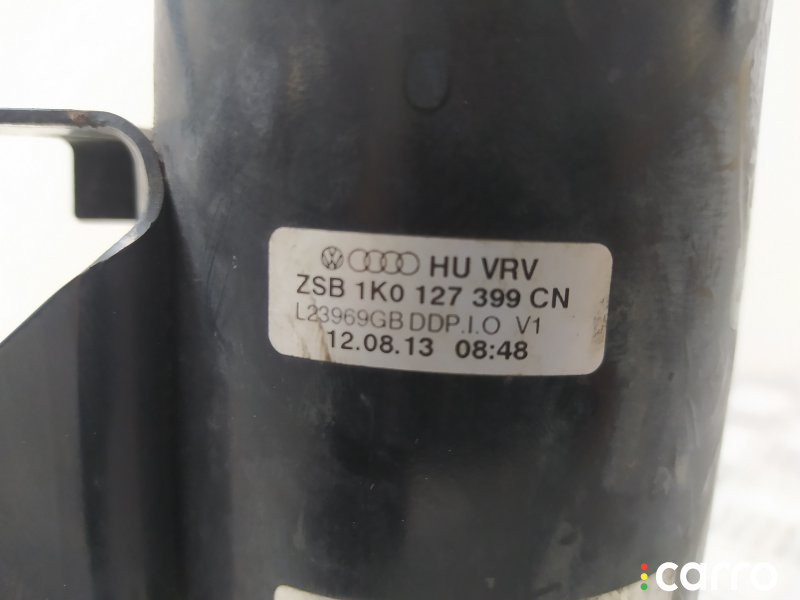 HU VRV
ZSB 1K0 127 399 CN
L23969GB DDP.I.O V1
12.08.13 08:48
carro